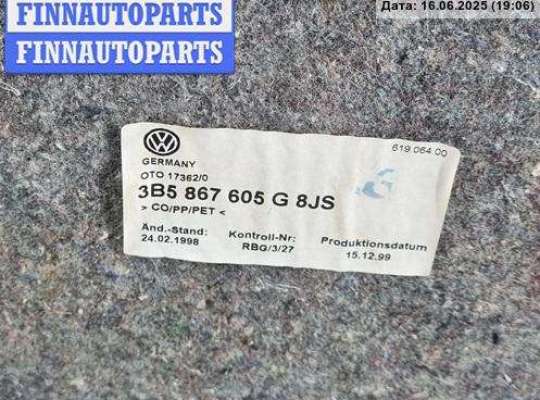 FINNAUTOPARTS
FINNAUTOPARTS
Дата: 16.06.2025 (19:06)
619.064.00
GERMANY
OTO 17362/0
3B5 867 605 G 8JS
> CO/PP/PET <
Änd.-Stand:
24.02.1998
Kontroll-Nr:
RBG/3/27
Produktionsdatum
15.12.99